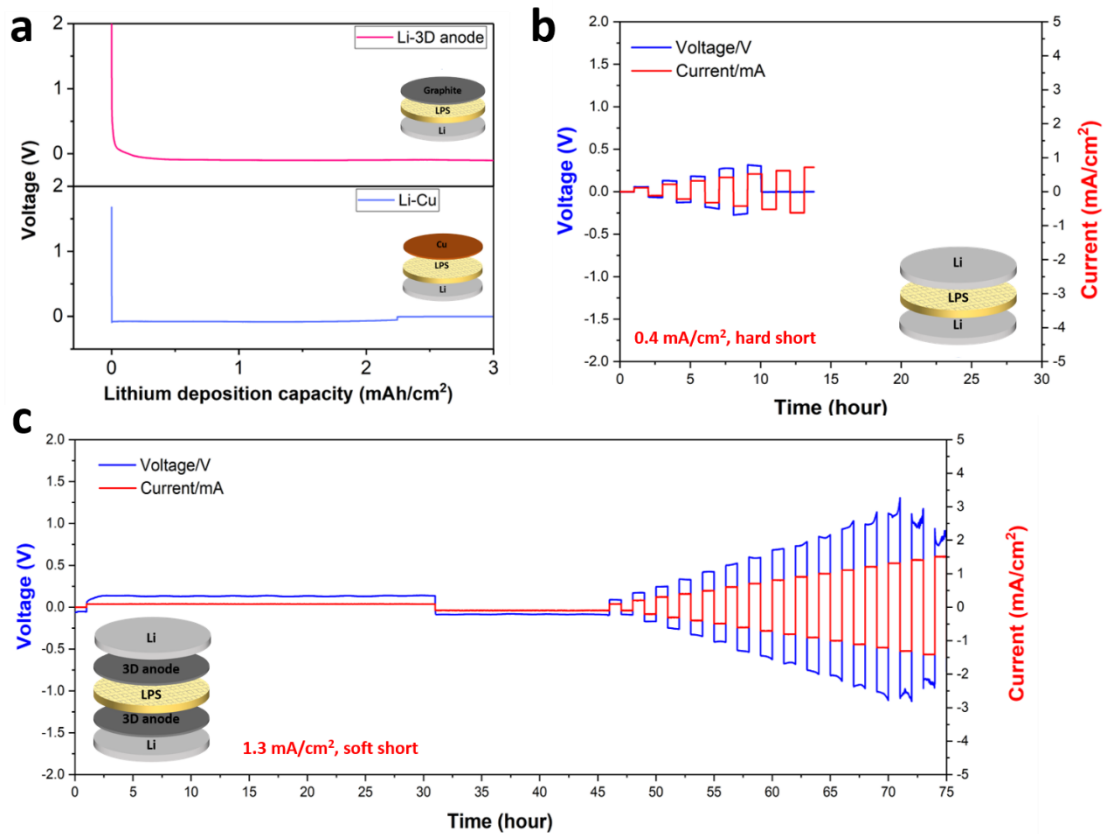 a
2
1
0
2
1
0
Voltage (V)
Li-3D anode
Graphite
LPS
Li
Li-Cu
Cu
LPS
Li
0
1
2
3
Lithium deposition capacity (mAh/cm²)
b
2.0
1.5
1.0
0.5
0.0
-0.5
-1.0
-1.5
-2.0
Voltage (V)
Voltage/V
Current/mA
5
4
3
2
1
0
-1
-2
-3
-4
-5
Current (mA/cm²)
Li
LPS
Li
0.4 mA/cm², hard short
0
5
10
15
20
25
30
Time (hour)
c
2.0
1.5
1.0
0.5
0.0
-0.5
-1.0
-1.5
-2.0
Voltage (V)
Voltage/V
Current/mA
5
4
3
2
1
0
-1
-2
-3
-4
-5
Current (mA/cm²)
Li
3D anode
LPS
3D anode
Li
1.3 mA/cm², soft short
0
5
10
15
20
25
30
35
40
45
50
55
60
65
70
75
Time (hour)